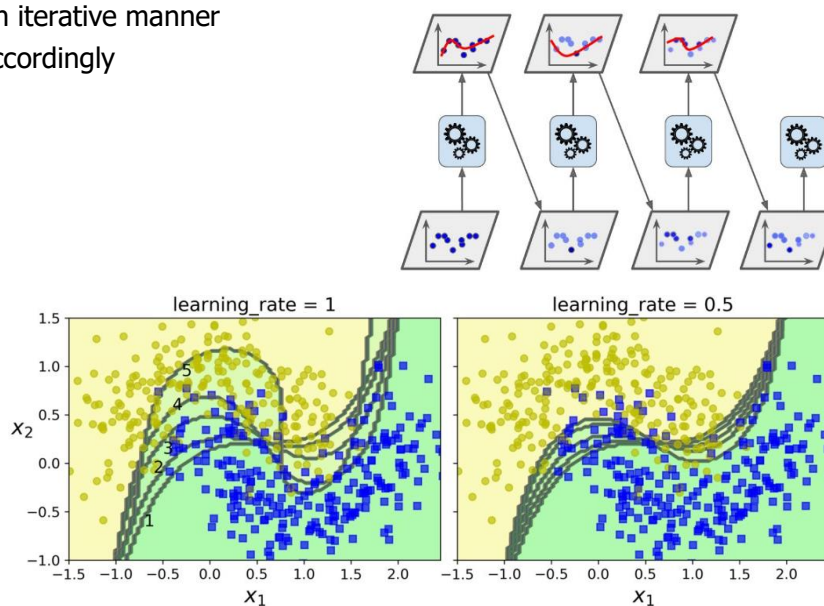 n iterative manner
ccordingly
learning_rate = 1
learning_rate = 0.5
1.5
1.0
0.5
0.0
−0.5
−1.0
x₂
5
4
3
2
1
−1.5 −1.0 −0.5 0.0 0.5 1.0 1.5 2.0
−1.5 −1.0 −0.5 0.0 0.5 1.0 1.5 2.0
x₁
x₁